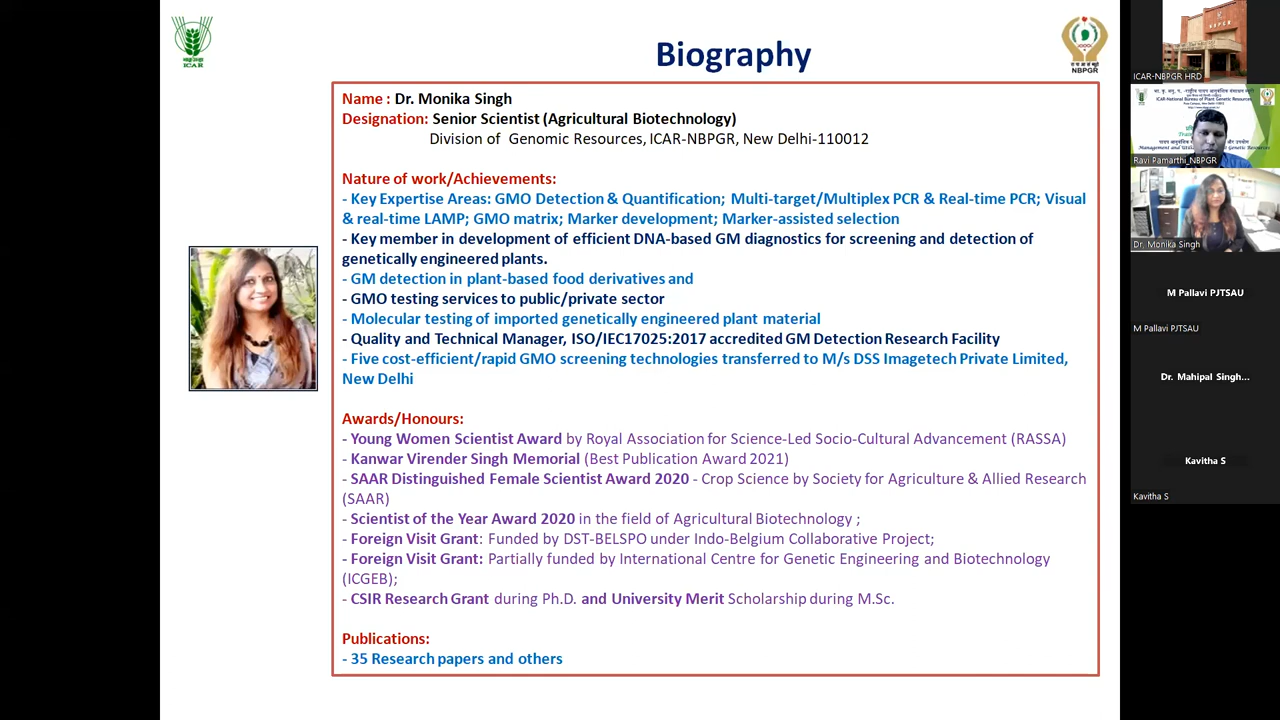 ICAR
Biography
NBPGR
Name : Dr. Monika Singh
Designation: Senior Scientist (Agricultural Biotechnology)
Division of Genomic Resources, ICAR-NBPGR, New Delhi-110012
Nature of work/Achievements:
- Key Expertise Areas: GMO Detection & Quantification; Multi-target/Multiplex PCR & Real-time PCR; Visual
& real-time LAMP; GMO matrix; Marker development; Marker-assisted selection
- Key member in development of efficient DNA-based GM diagnostics for screening and detection of
genetically engineered plants.
- GM detection in plant-based food derivatives and
- GMO testing services to public/private sector
- Molecular testing of imported genetically engineered plant material
- Quality and Technical Manager, ISO/IEC17025:2017 accredited GM Detection Research Facility
- Five cost-efficient/rapid GMO screening technologies transferred to M/s DSS Imagetech Private Limited,
New Delhi
Awards/Honours:
- Young Women Scientist Award by Royal Association for Science-Led Socio-Cultural Advancement (RASSA)
- Kanwar Virender Singh Memorial (Best Publication Award 2021)
- SAAR Distinguished Female Scientist Award 2020 - Crop Science by Society for Agriculture & Allied Research
(SAAR)
- Scientist of the Year Award 2020 in the field of Agricultural Biotechnology ;
- Foreign Visit Grant: Funded by DST-BELSPO under Indo-Belgium Collaborative Project;
- Foreign Visit Grant: Partially funded by International Centre for Genetic Engineering and Biotechnology
(ICGEB);
- CSIR Research Grant during Ph.D. and University Merit Scholarship during M.Sc.
Publications:
- 35 Research papers and others
NBPGR
ICAR-NBPGR HRD
ICAR-National Bureau of Plant Genetic Resources
Ravi Pamarthi_NBPGR
Dr. Monika Singh
M Pallavi PJTSAU
M Pallavi PJTSAU
Dr. Mahipal Singh...
Kavitha S
Kavitha S